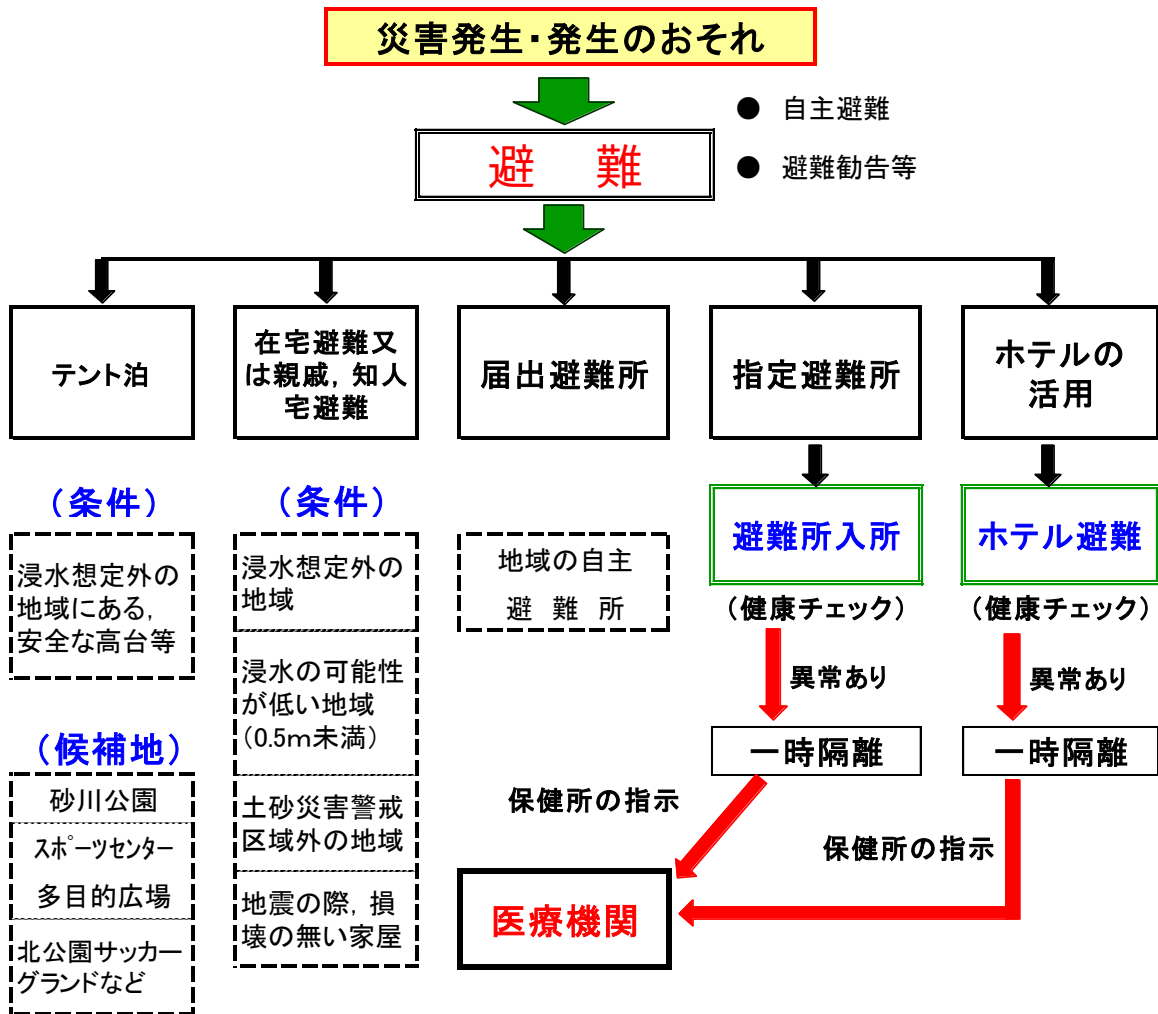 災害発生・発生のおそれ
● 自主避難
避　難
● 避難勧告等
テント泊
在宅避難又
は親戚，知人
宅避難
届出避難所
指定避難所
ホテルの
活用
（条件）
浸水想定外の
地域にある，
安全な高台等
（候補地）
砂川公園
スポーツセンター
多目的広場
北公園サッカー
グランドなど
（条件）
浸水想定外の
地域
浸水の可能性
が低い地域
（0.5ｍ未満）
土砂災害警戒
区域外の地域
地震の際，損
壊の無い家屋
地域の自主
避　難　所
避難所入所
（健康チェック）
異常あり
一時隔離
保健所の指示
ホテル避難
（健康チェック）
異常あり
一時隔離
保健所の指示
医療機関